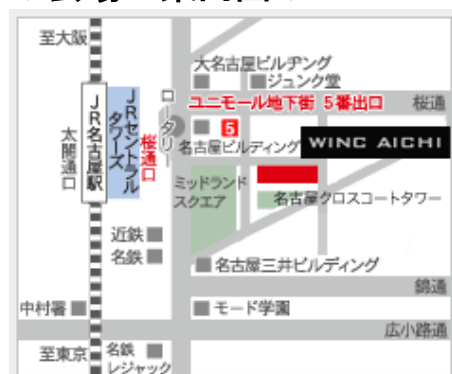 至大阪
大名古屋ビルヂング
ジュンク堂
ユニモール地下街 5番出口
桜通
ロータリー
JRセントラルタワーズ
JR名古屋駅
太閤通口
桜通口
5
名古屋ビルディング
WINC AICHI
ミッドランド
スクエア
名古屋クロスコートタワー
近鉄
名鉄
名古屋三井ビルディング
錦通
中村署
モード学園
広小路通
至東京
名鉄
レジャック